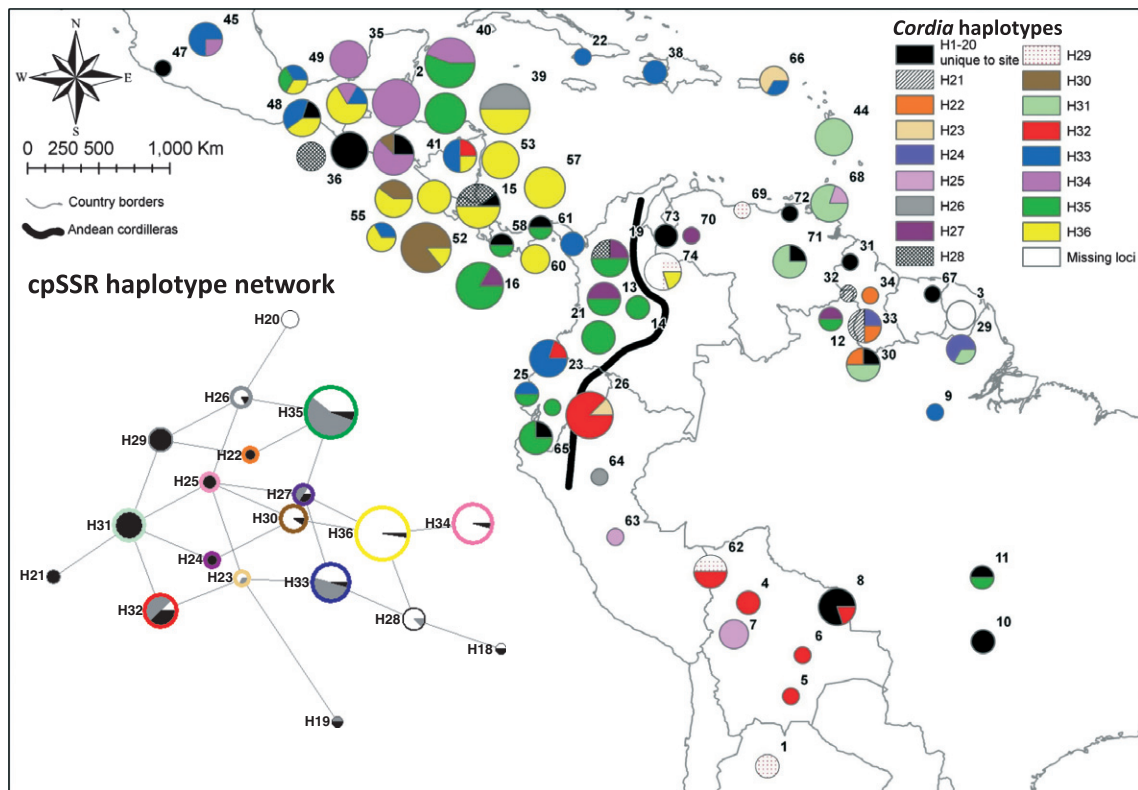 Cordia haplotypes
H1-20
unique to site
H21
H22
H23
H24
H25
H26
H27
H28
H29
H30
H31
H32
H33
H34
H35
H36
Missing loci
N
W
E
S
0 250 500 1,000 Km
Country borders
Andean cordilleras
45
47
49
35
40
2
48
39
36
41
53
57
15
55
52
58
61
60
16
22
38
66
44
68
69
72
73
70
19
74
71
31
32
34
67
3
33
12
29
30
13
21
14
23
25
26
65
9
64
63
62
4
7
8
6
5
11
10
1
cpSSR haplotype network
H20
H26
H35
H29
H22
H25
H27
H30
H36
H34
H31
H24
H21
H23
H33
H32
H28
H18
H19